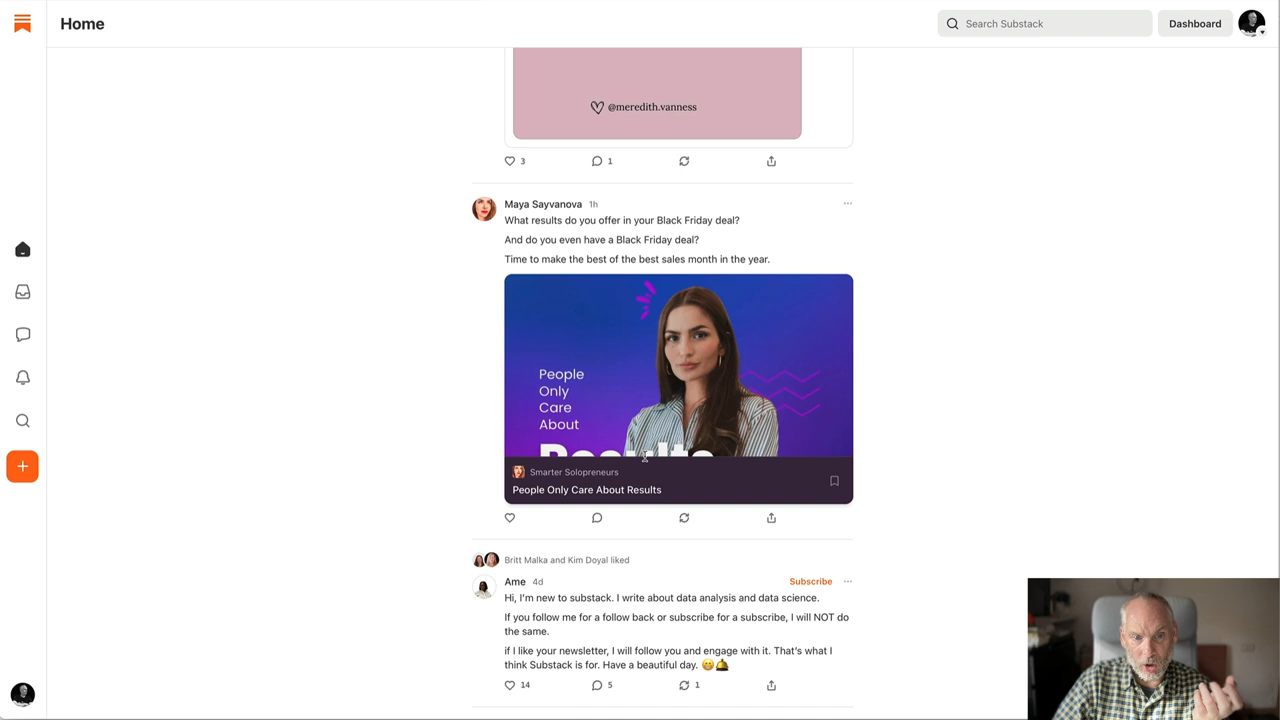 Home
Search Substack
Dashboard
@meredith.vanness
3
1
Maya Sayvanova 1h
What results do you offer in your Black Friday deal?
And do you even have a Black Friday deal?
Time to make the best of the best sales month in the year.
People
Only
Care
About
Results
Smarter Solopreneurs
People Only Care About Results
Britt Malka and Kim Doyal liked
Ame 4d
Subscribe
Hi, I'm new to substack. I write about data analysis and data science.
If you follow me for a follow back or subscribe for a subscribe, I will NOT do
the same.
if I like your newsletter, I will follow you and engage with it. That's what I
think Substack is for. Have a beautiful day. 😁🛎️
14
5
1